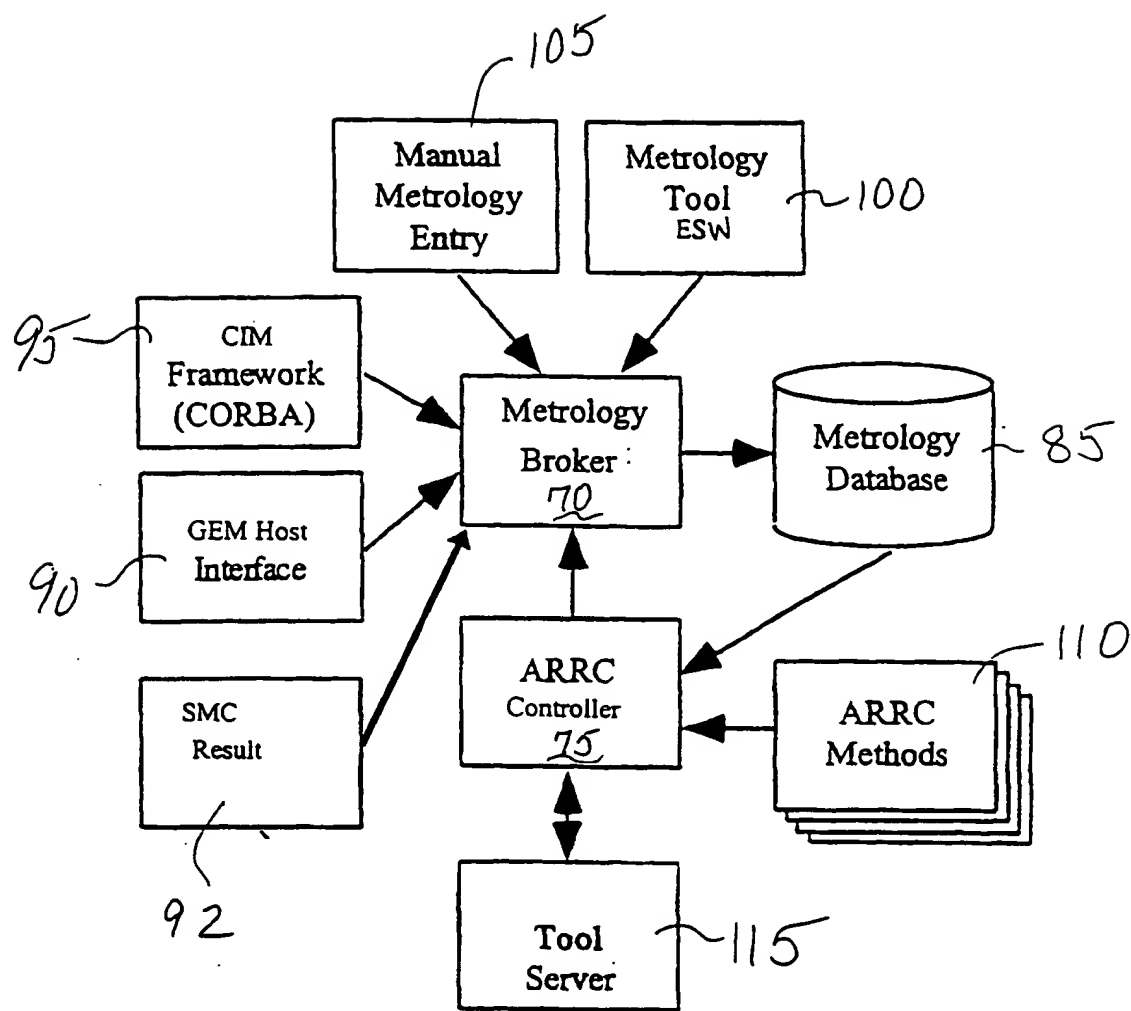 105
Manual
Metrology
Entry
Metrology
Tool
ESW
100
95
CIM
Framework
(CORBA)
Metrology
Broker :
70
Metrology
Database
85
GEM Host
Interface
90
ARRC
Controller
75
110
ARRC
Methods
SMC
Result
92
Tool
Server
115